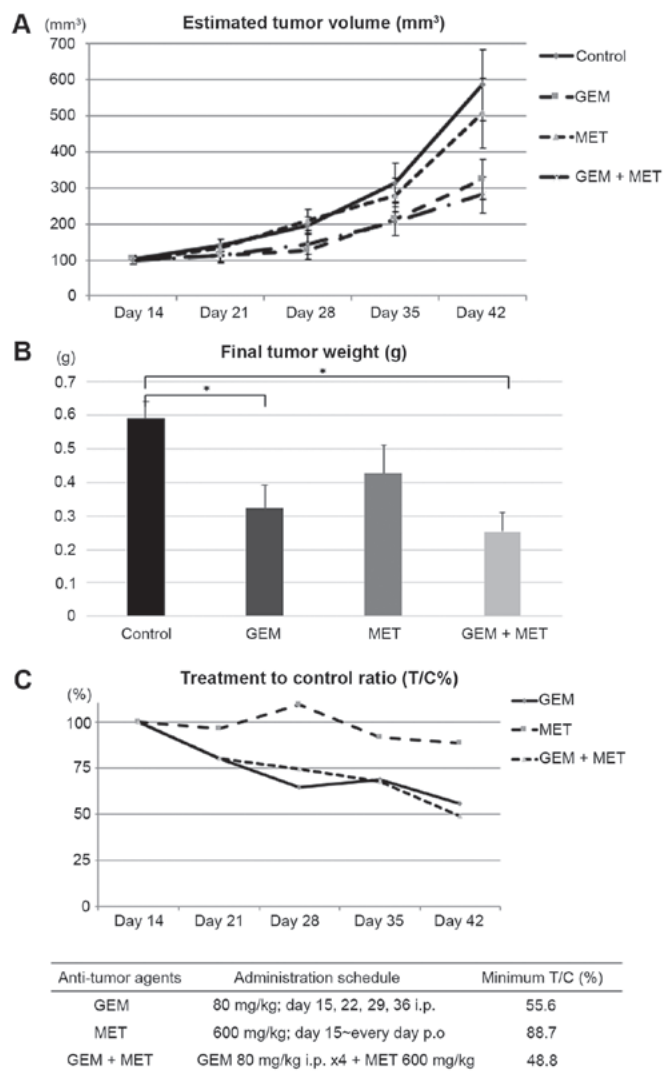 A
Estimated tumor volume (mm³)
(mm³)
700
600
500
400
300
200
100
0
Day 14 Day 21 Day 28 Day 35 Day 42
Control
GEM
MET
GEM + MET
B
Final tumor weight (g)
(g)
0.7
0.6
0.5
0.4
0.3
0.2
0.1
0
* *
Control GEM MET GEM + MET
C
Treatment to control ratio (T/C%)
(%)
100
75
50
25
0
Day 14 Day 21 Day 28 Day 35 Day 42
GEM
MET
GEM + MET
Anti-tumor agents Administration schedule Minimum T/C (%)
GEM 80 mg/kg; day 15, 22, 29, 36 i.p. 55.6
MET 600 mg/kg; day 15~every day p.o 88.7
GEM + MET GEM 80 mg/kg i.p. x4 + MET 600 mg/kg 48.8